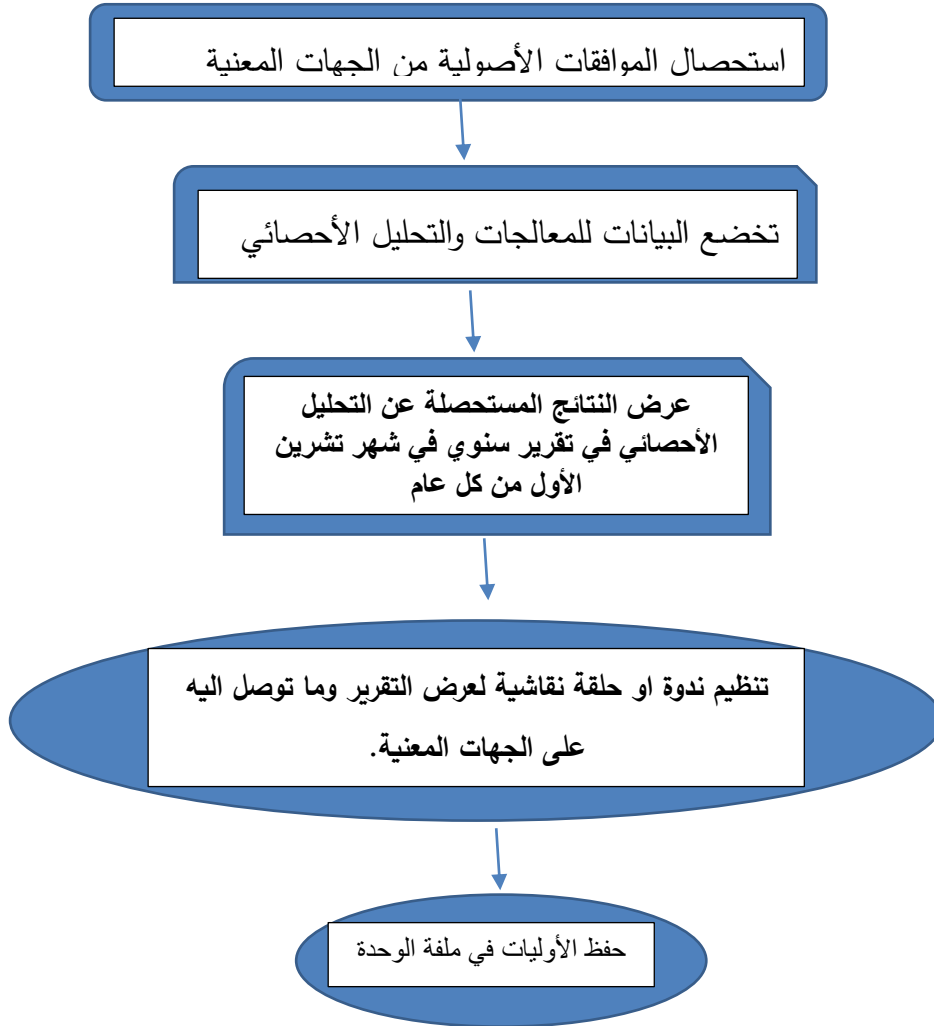 استحصال الموافقات الأصولية من الجهات المعنية
تخضع البيانات للمعالجات والتحليل الأحصائي
عرض النتائج المستحصلة عن التحليل
الأحصائي في تقرير سنوي في شهر تشرين
الأول من كل عام
تنظيم ندوة او حلقة نقاشية لعرض التقرير وما توصل اليه
على الجهات المعنية.
حفظ الأوليات في ملفة الوحدة